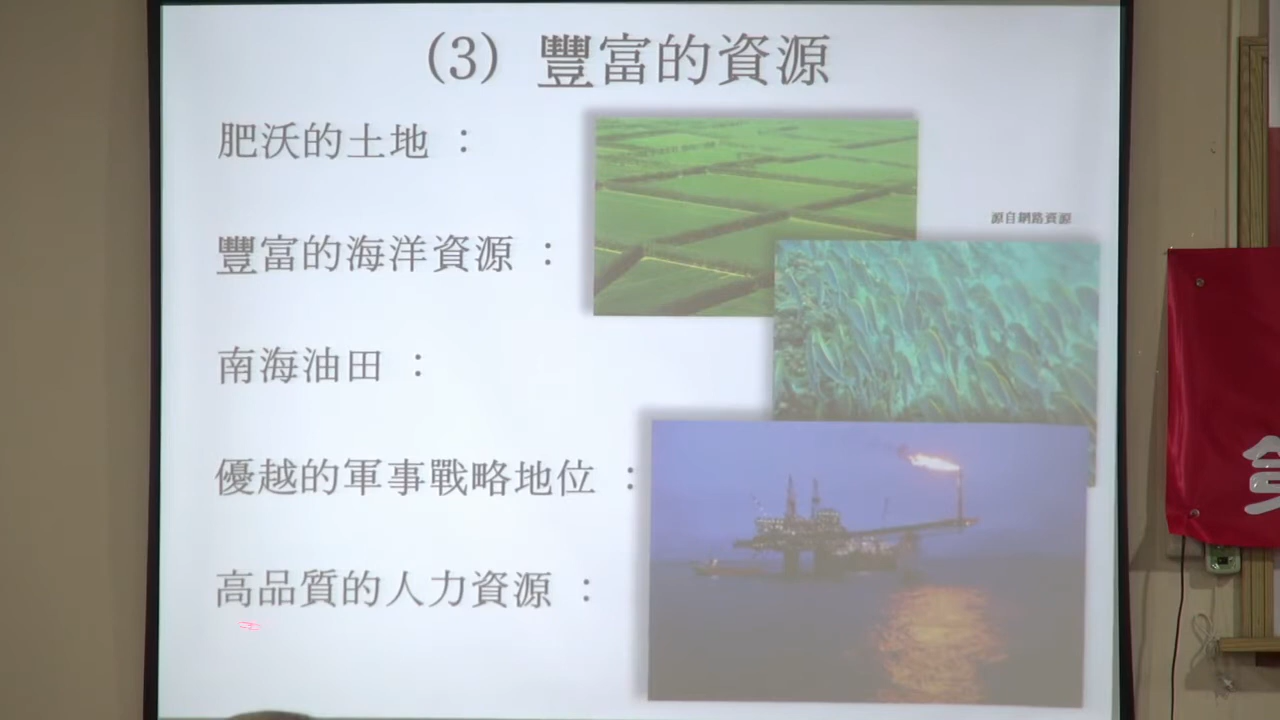 (3) 豐富的資源
肥沃的土地：
源自網路資源
豐富的海洋資源：
南海油田：
優越的軍事戰略地位：
高品質的人力資源：